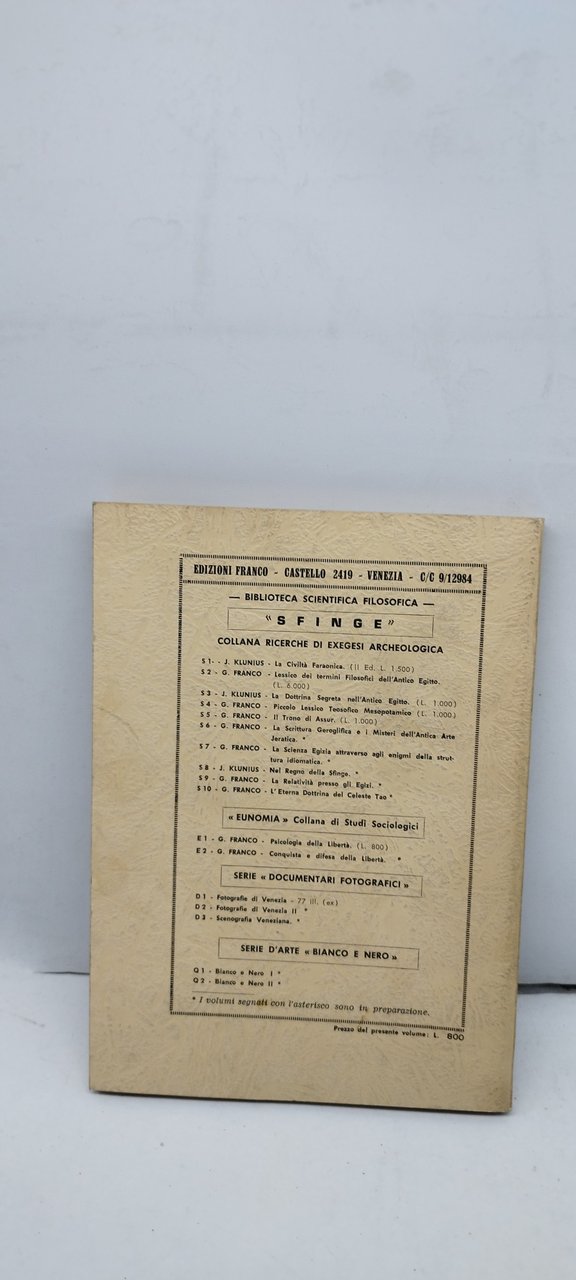 EDIZIONI FRANCO - CASTELLO 2419 - VENEZIA - C/C 9/12984
— BIBLIOTECA SCIENTIFICA FILOSOFICA —
"SFINGE"
COLLANA RICERCHE DI EXEGESI ARCHEOLOGICA
S 1 - J. KLUNIUS - La Civiltà Faraonica. (II Ed. L. 1.500)
S 2 - G. FRANCO - Lessico dei termini Filosofici dell'Antico Egitto.
(L. 6.000)
S 3 - J. KLUNIUS - La Dottrina Segreta nell'Antico Egitto. (L. 1.000)
S 4 - G. FRANCO - Piccolo Lessico Teosofico Mesopotamico (L. 1.000)
S 5 - G. FRANCO - Il Trono di Assur. (L. 1.000)
S 6 - G. FRANCO - La Scrittura Geroglifica e i Misteri dell'Antica Arte
Jeratica. *
S 7 - G. FRANCO - La Scienza Egizia attraverso agli enigmi della strut-
tura idiomatica. *
S 8 - J. KLUNIUS - Nel Regno della Sfinge. *
S 9 - G. FRANCO - La Relatività presso gli Egizi. *
S 10 - G. FRANCO - L'Eterna Dottrina del Celeste Tao *
« EUNOMIA » Collana di Studi Sociologici
E 1 - G. FRANCO - Psicologia della Libertà. (L. 800)
E 2 - G. FRANCO - Conquista e difesa della Libertà. *
SERIE « DOCUMENTARI FOTOGRAFICI »
D 1 - Fotografie di Venezia - 77 ill. (ex)
D 2 - Fotografie di Venezia II *
D 3 - Scenografia Veneziana. *
SERIE D'ARTE « BIANCO E NERO »
Q 1 - Bianco e Nero I *
Q 2 - Bianco e Nero II *
* I volumi segnati con l'asterisco sono in preparazione.
Prezzo del presente volume: L. 800